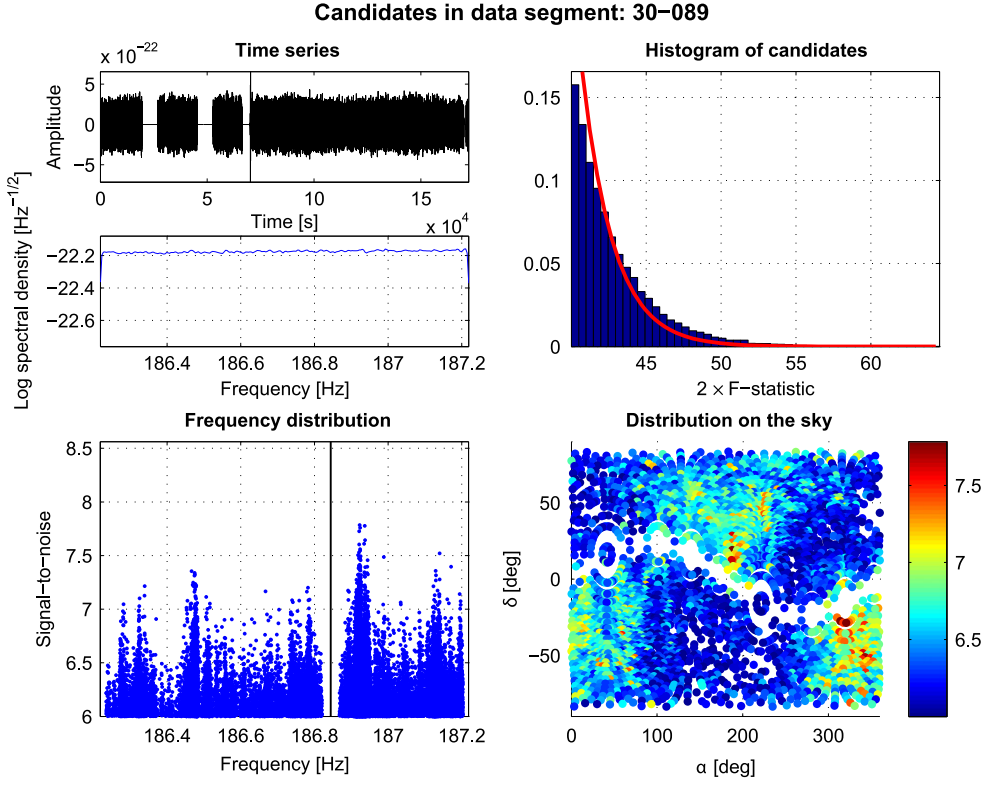 Candidates in data segment: 30−089
Time series
x 10−22
5
0
−5
Amplitude
0 5 10 15
Time [s]
x 104
Log spectral density [Hz−1/2]
−22.2
−22.4
−22.6
186.4 186.6 186.8 187 187.2
Frequency [Hz]
Histogram of candidates
0.15
0.1
0.05
0
45 50 55 60
2 × F−statistic
Frequency distribution
Signal−to−noise
8.5
8
7.5
7
6.5
6
186.4 186.6 186.8 187 187.2
Frequency [Hz]
Distribution on the sky
δ [deg]
50
0
−50
0 100 200 300
α [deg]
7.5
7
6.5